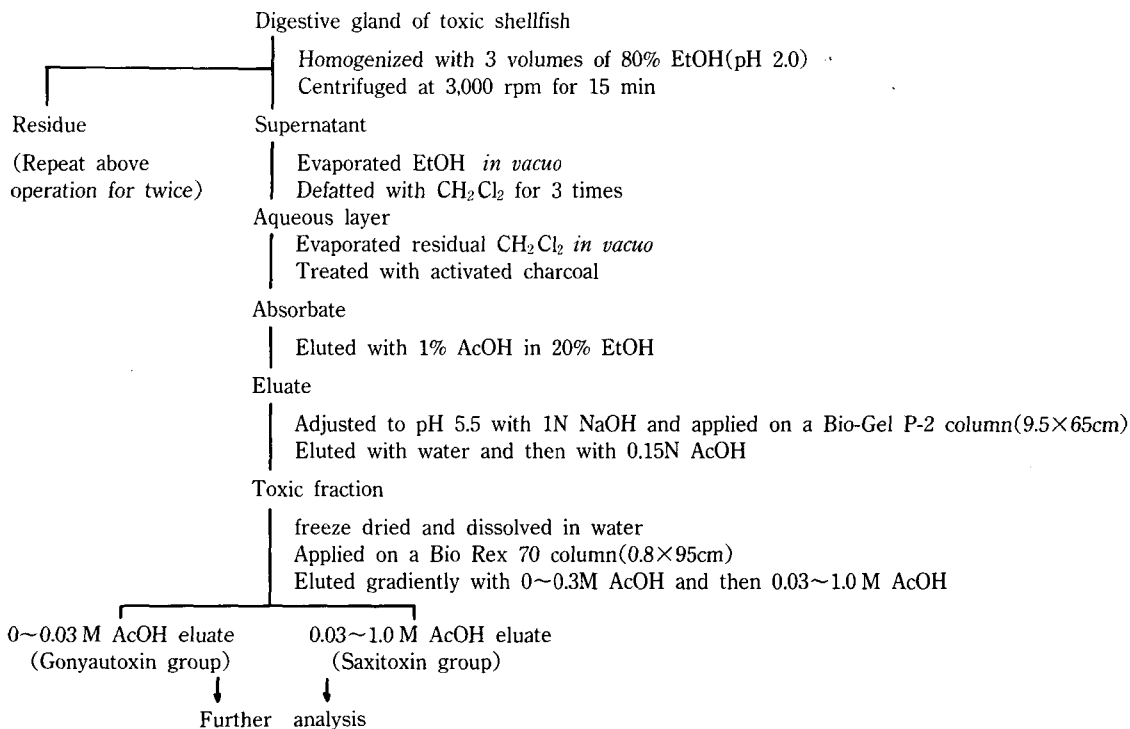 Digestive gland of toxic shellfish
Homogenized with 3 volumes of 80% EtOH(pH 2.0)
Centrifuged at 3,000 rpm for 15 min
Residue
Supernatant
(Repeat above
operation for twice)
Evaporated EtOH in vacuo
Defatted with CH₂Cl₂ for 3 times
Aqueous layer
Evaporated residual CH₂Cl₂ in vacuo
Treated with activated charcoal
Absorbate
Eluted with 1% AcOH in 20% EtOH
Eluate
Adjusted to pH 5.5 with 1N NaOH and applied on a Bio-Gel P-2 column(9.5×65cm)
Eluted with water and then with 0.15N AcOH
Toxic fraction
freeze dried and dissolved in water
Applied on a Bio Rex 70 column(0.8×95cm)
Eluted gradiently with 0~0.3M AcOH and then 0.03~1.0 M AcOH
0~0.03 M AcOH eluate
(Gonyautoxin group)
0.03~1.0 M AcOH eluate
(Saxitoxin group)
Further analysis